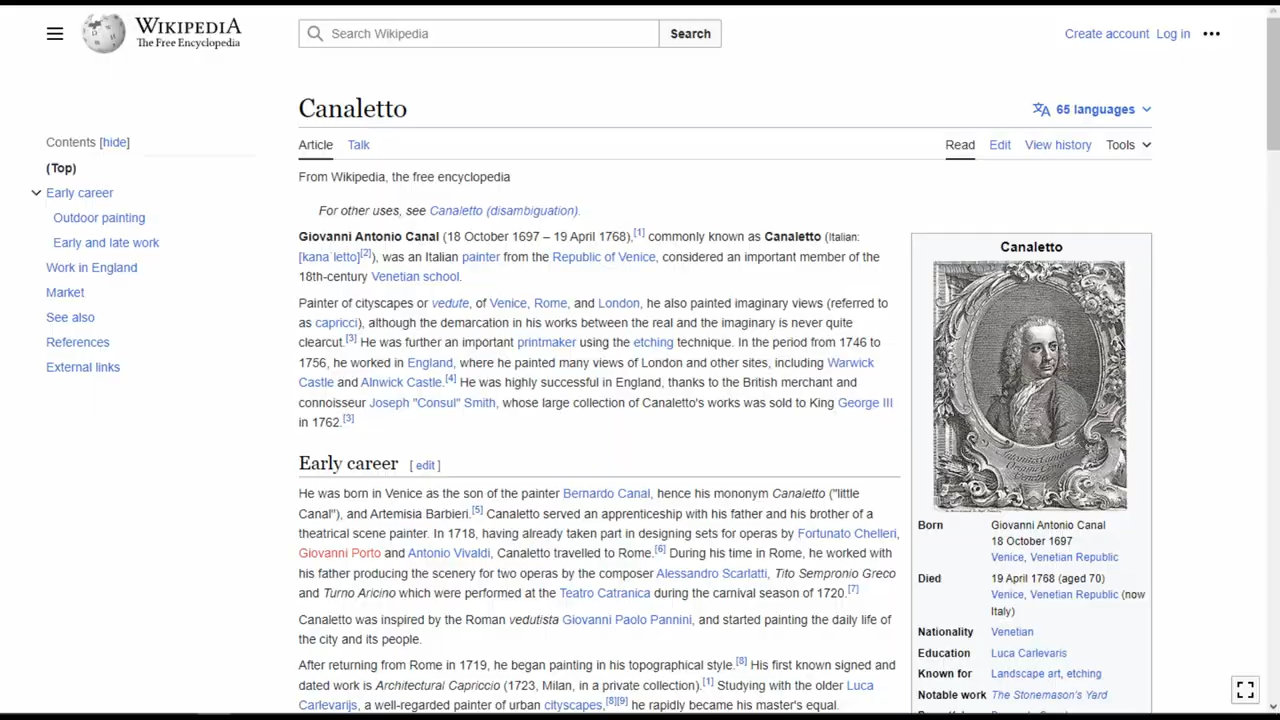 WIKIPEDIA
The Free Encyclopedia
Search Wikipedia
Search
Create account Log in
Canaletto
65 languages
Contents [hide]
(Top)
Early career
Outdoor painting
Early and late work
Work in England
Market
See also
References
External links
Article Talk
Read Edit View history Tools
From Wikipedia, the free encyclopedia
For other uses, see Canaletto (disambiguation).
Giovanni Antonio Canal (18 October 1697 – 19 April 1768),[1] commonly known as Canaletto (Italian:
[kana letto][2]), was an Italian painter from the Republic of Venice, considered an important member of the
18th-century Venetian school.
Painter of cityscapes or vedute, of Venice, Rome, and London, he also painted imaginary views (referred to
as capricci), although the demarcation in his works between the real and the imaginary is never quite
clearcut.[3] He was further an important printmaker using the etching technique. In the period from 1746 to
1756, he worked in England, where he painted many views of London and other sites, including Warwick
Castle and Alnwick Castle.[4] He was highly successful in England, thanks to the British merchant and
connoisseur Joseph "Consul" Smith, whose large collection of Canaletto's works was sold to King George III
in 1762.[3]
Early career [ edit ]
He was born in Venice as the son of the painter Bernardo Canal, hence his mononym Canaletto ("little
Canal"), and Artemisia Barbieri.[5] Canaletto served an apprenticeship with his father and his brother of a
theatrical scene painter. In 1718, having already taken part in designing sets for operas by Fortunato Chelleri,
Giovanni Porto and Antonio Vivaldi, Canaletto travelled to Rome.[6] During his time in Rome, he worked with
his father producing the scenery for two operas by the composer Alessandro Scarlatti, Tito Sempronio Greco
and Turno Aricino which were performed at the Teatro Catranica during the carnival season of 1720.[7]
Canaletto was inspired by the Roman vedutista Giovanni Paolo Pannini, and started painting the daily life of
the city and its people.
After returning from Rome in 1719, he began painting in his topographical style.[8] His first known signed and
dated work is Architectural Capriccio (1723, Milan, in a private collection).[1] Studying with the older Luca
Carlevarijs, a well-regarded painter of urban cityscapes,[8][9] he rapidly became his master's equal.
Canaletto
Born Giovanni Antonio Canal
18 October 1697
Venice, Venetian Republic
Died 19 April 1768 (aged 70)
Venice, Venetian Republic (now
Italy)
Nationality Venetian
Education Luca Carlevaris
Known for Landscape art, etching
Notable work The Stonemason's Yard